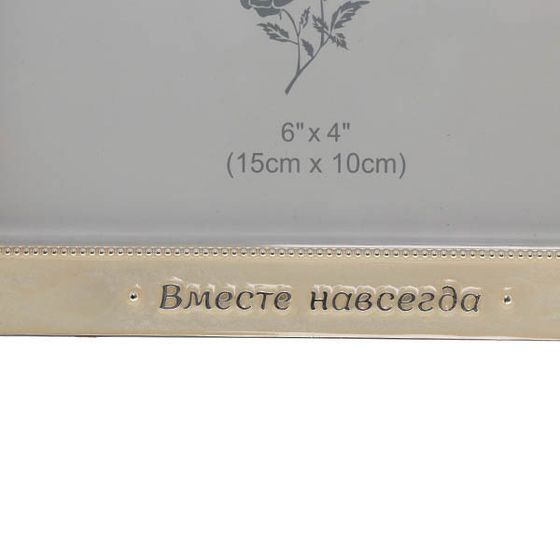 6" x 4"
(15cm x 10cm)
Вместе навсегда